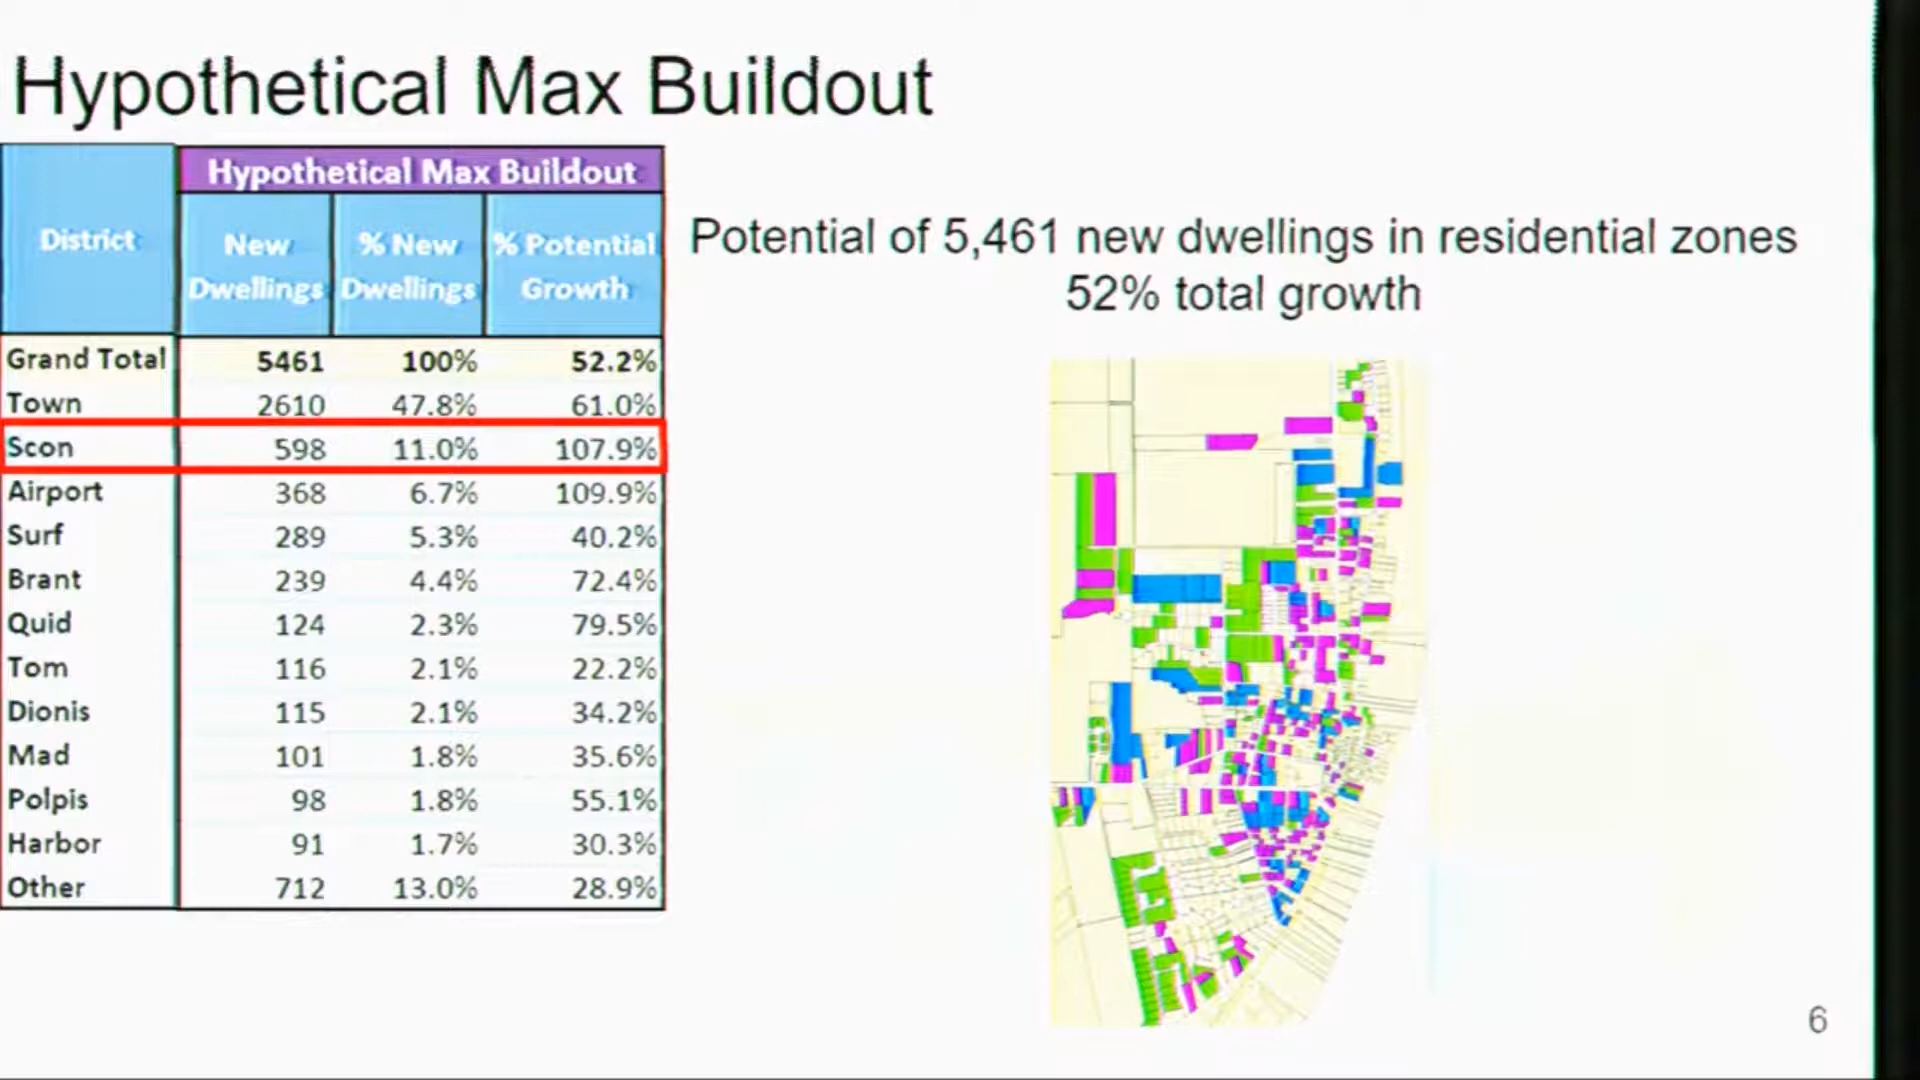 Hypothetical Max Buildout
Hypothetical Max Buildout
District
New Dwellings
% New Dwellings
% Potential Growth
Grand Total 5461 100% 52.2%
Town 2610 47.8% 61.0%
Scon 598 11.0% 107.9%
Airport 368 6.7% 109.9%
Surf 289 5.3% 40.2%
Brant 239 4.4% 72.4%
Quid 124 2.3% 79.5%
Tom 116 2.1% 22.2%
Dionis 115 2.1% 34.2%
Mad 101 1.8% 35.6%
Polpis 98 1.8% 55.1%
Harbor 91 1.7% 30.3%
Other 712 13.0% 28.9%
Potential of 5,461 new dwellings in residential zones
52% total growth
6